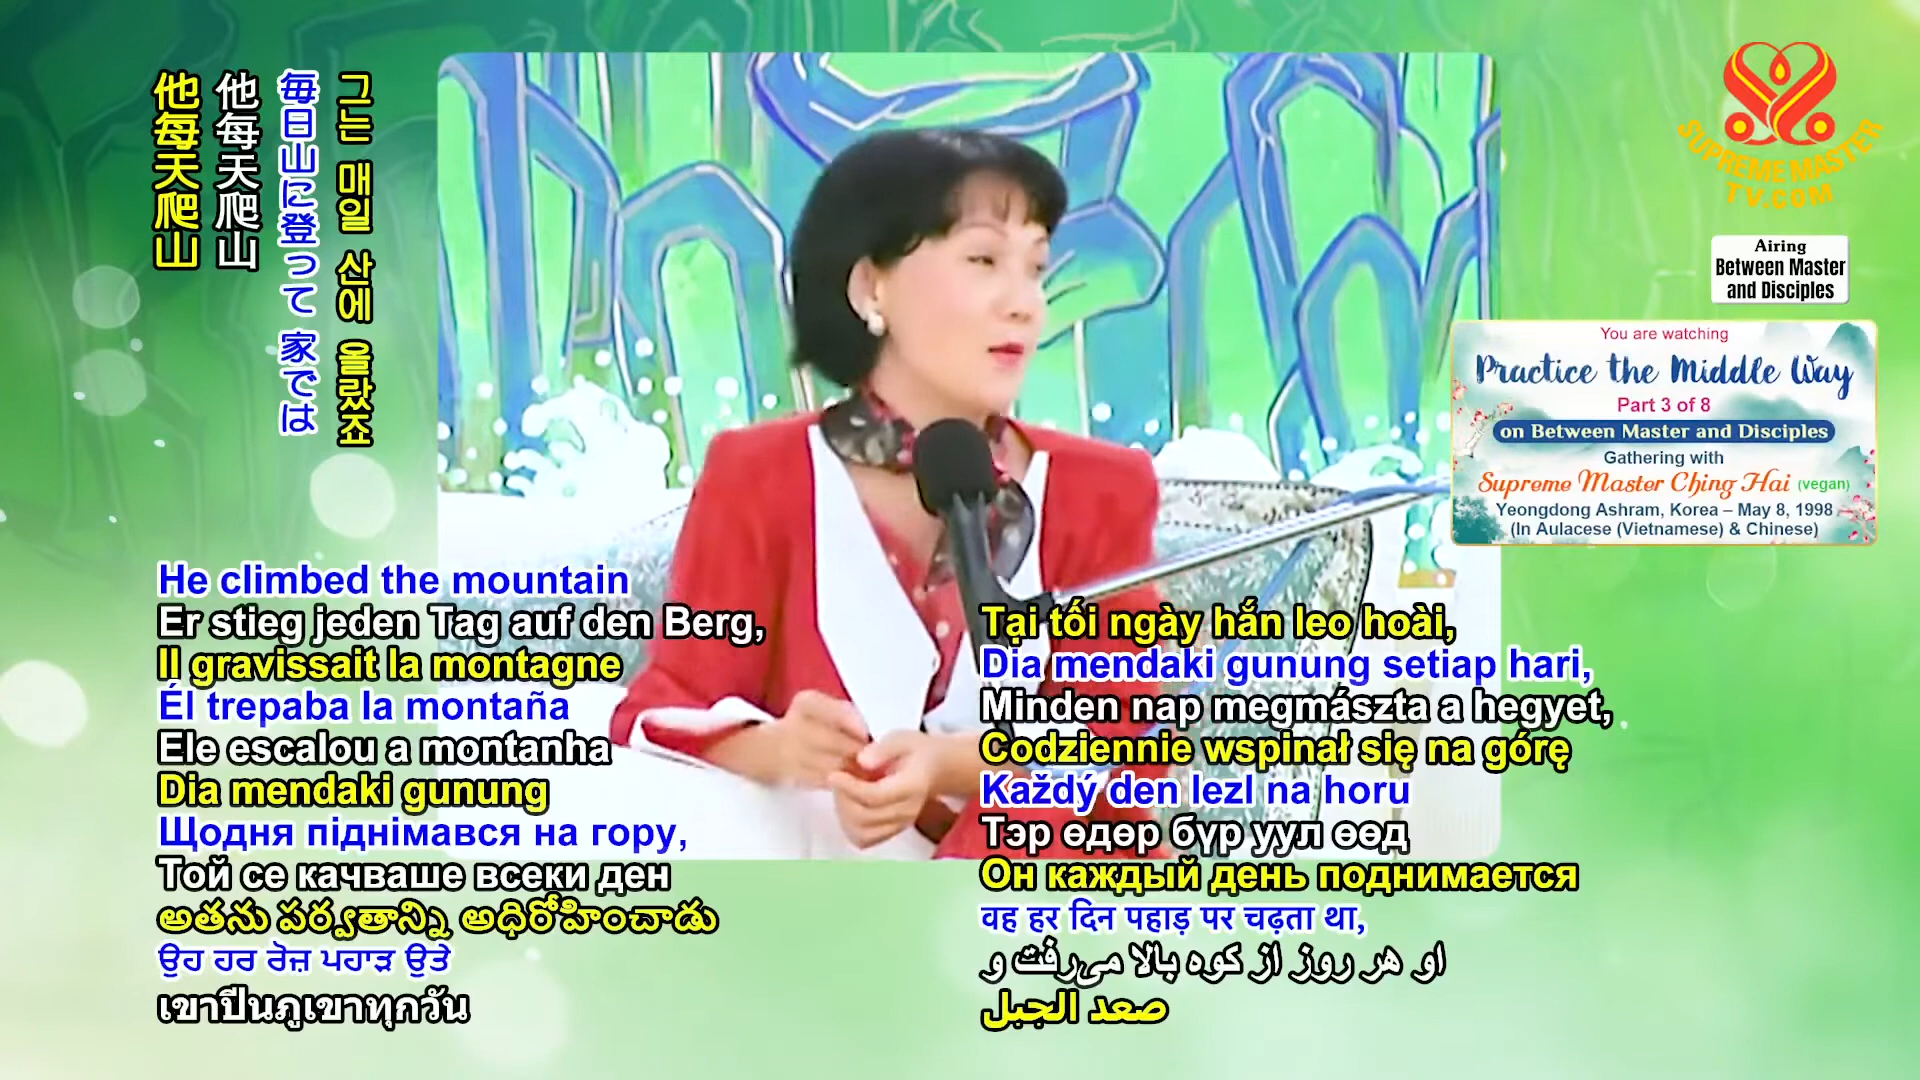 他每天爬山
他每天爬山
毎日山に登って 家では
그는 매일 산에 올랐죠
SUPREME MASTER
TV.COM
Airing
Between Master
and Disciples
You are watching
Practice the Middle Way
Part 3 of 8
on Between Master and Disciples
Gathering with
Supreme Master Ching Hai (vegan)
Yeongdong Ashram, Korea – May 8, 1998
(In Aulacese (Vietnamese) & Chinese)
He climbed the mountain
Er stieg jeden Tag auf den Berg,
Il gravissait la montagne
Él trepaba la montaña
Ele escalou a montanha
Dia mendaki gunung
Щодня піднімався на гору,
Той се качваше всеки ден
అతను పర్వతాన్ని అధిరోహించాడు
ਉਹ ਹਰ ਰੋਜ਼ ਪਹਾੜ ਉਤੇ
เขาปีนภูเขาทุกวัน
Tại tối ngày hắn leo hoài,
Dia mendaki gunung setiap hari,
Minden nap megmászta a hegyet,
Codziennie wspinał się na górę
Každý den lezl na horu
Тэр өдөр бүр уул өөд
Он каждый день поднимается
वह हर दिन पहाड़ पर चढ़ता था,
او هر روز از کوه بالا می‌رفت و
صعد الجبل